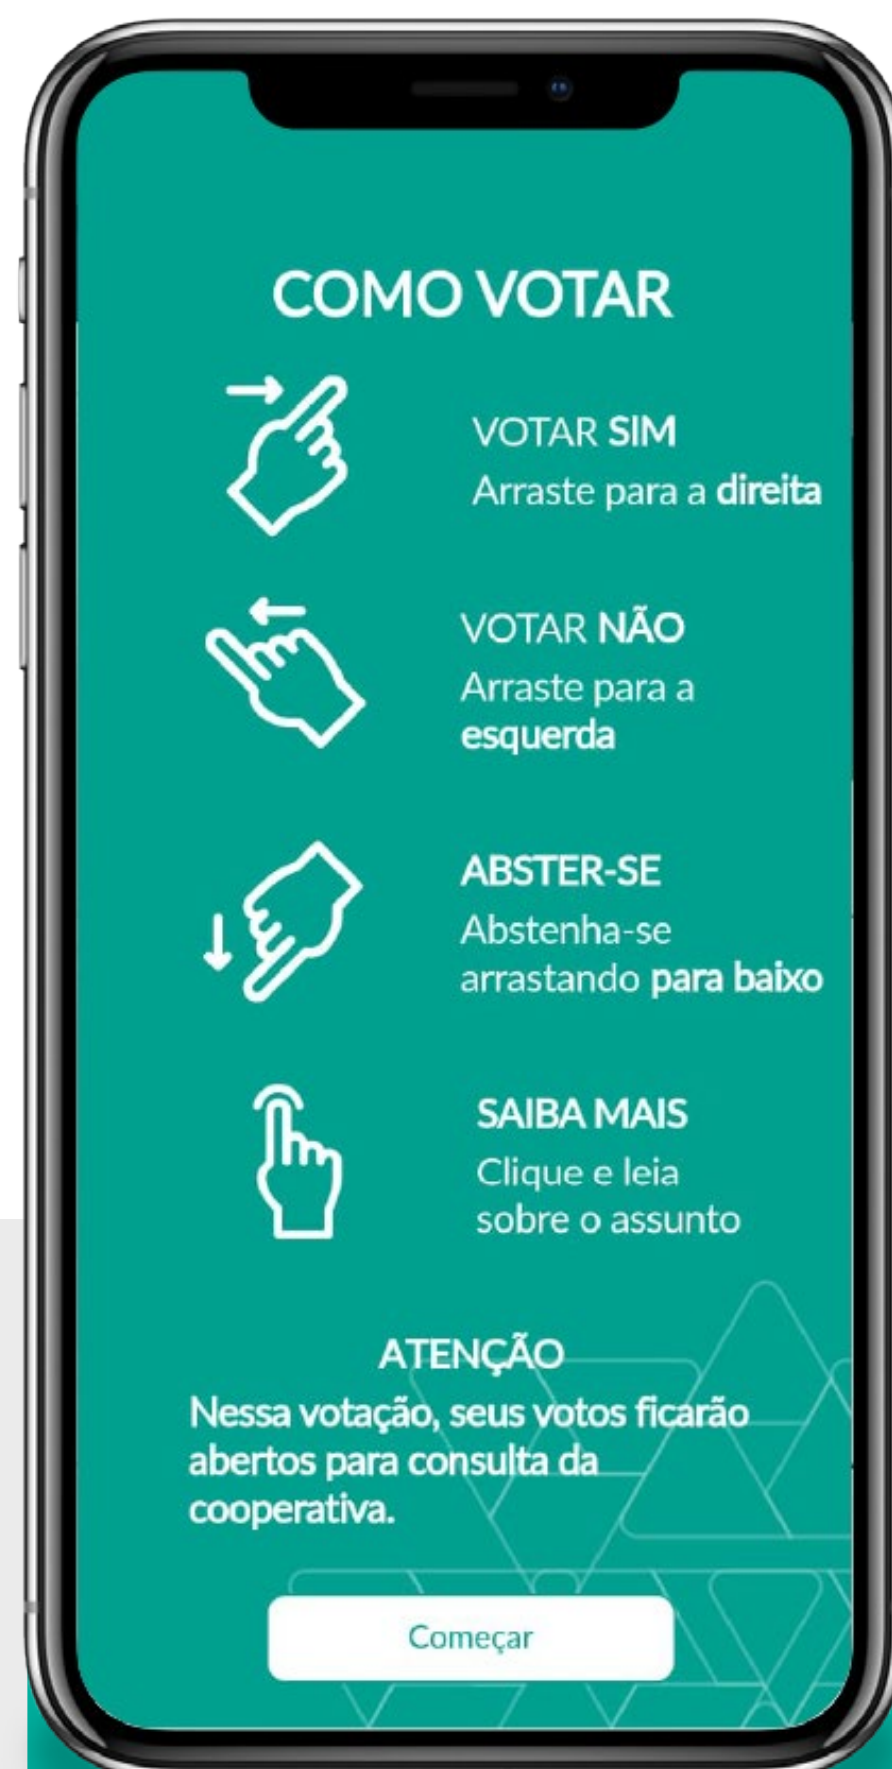 COMO VOTAR
VOTAR SIM
Arraste para a direita
VOTAR NÃO
Arraste para a
esquerda
ABSTER-SE
Abstenha-se
arrastando para baixo
SAIBA MAIS
Clique e leia
sobre o assunto
ATENÇÃO
Nessa votação, seus votos ficarão
abertos para consulta da
cooperativa.
Começar